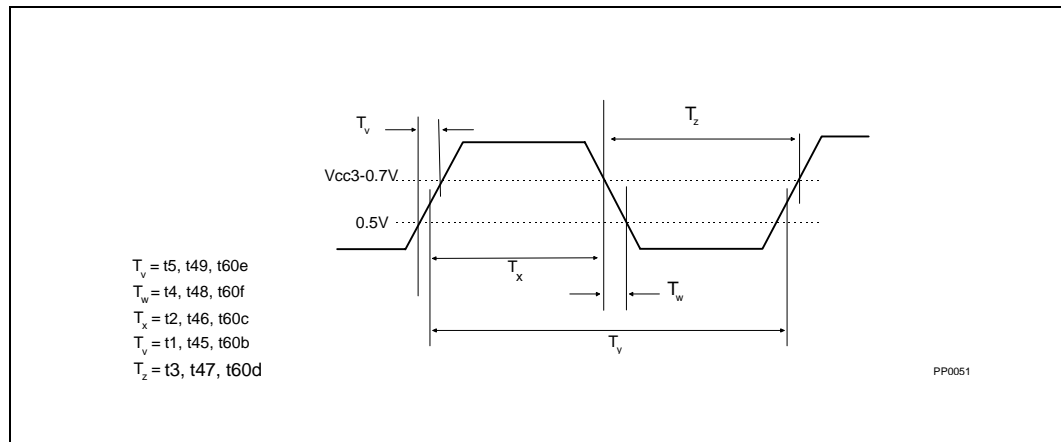 Tv
Tz
Vcc3-0.7V
0.5V
Tx
Tw
Ty
Tv = t5, t49, t60e
Tw = t4, t48, t60f
Tx = t2, t46, t60c
Tv = t1, t45, t60b
Tz = t3, t47, t60d
PP0051